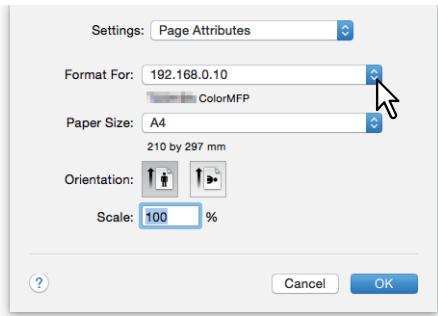 Settings: Page Attributes
Format For: 192.168.0.10
ColorMFP
Paper Size: A4
210 by 297 mm
Orientation:
Scale: 100 %
? Cancel OK